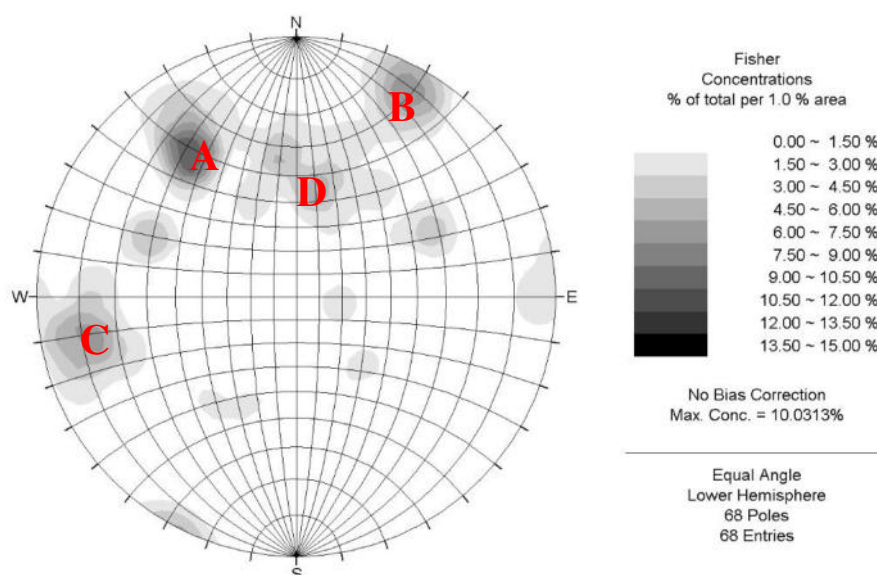 N
B
A
D
W
E
C
S
Fisher
Concentrations
% of total per 1.0 % area
0.00 ~ 1.50 %
1.50 ~ 3.00 %
3.00 ~ 4.50 %
4.50 ~ 6.00 %
6.00 ~ 7.50 %
7.50 ~ 9.00 %
9.00 ~ 10.50 %
10.50 ~ 12.00 %
12.00 ~ 13.50 %
13.50 ~ 15.00 %
No Bias Correction
Max. Conc. = 10.0313%
Equal Angle
Lower Hemisphere
68 Poles
68 Entries